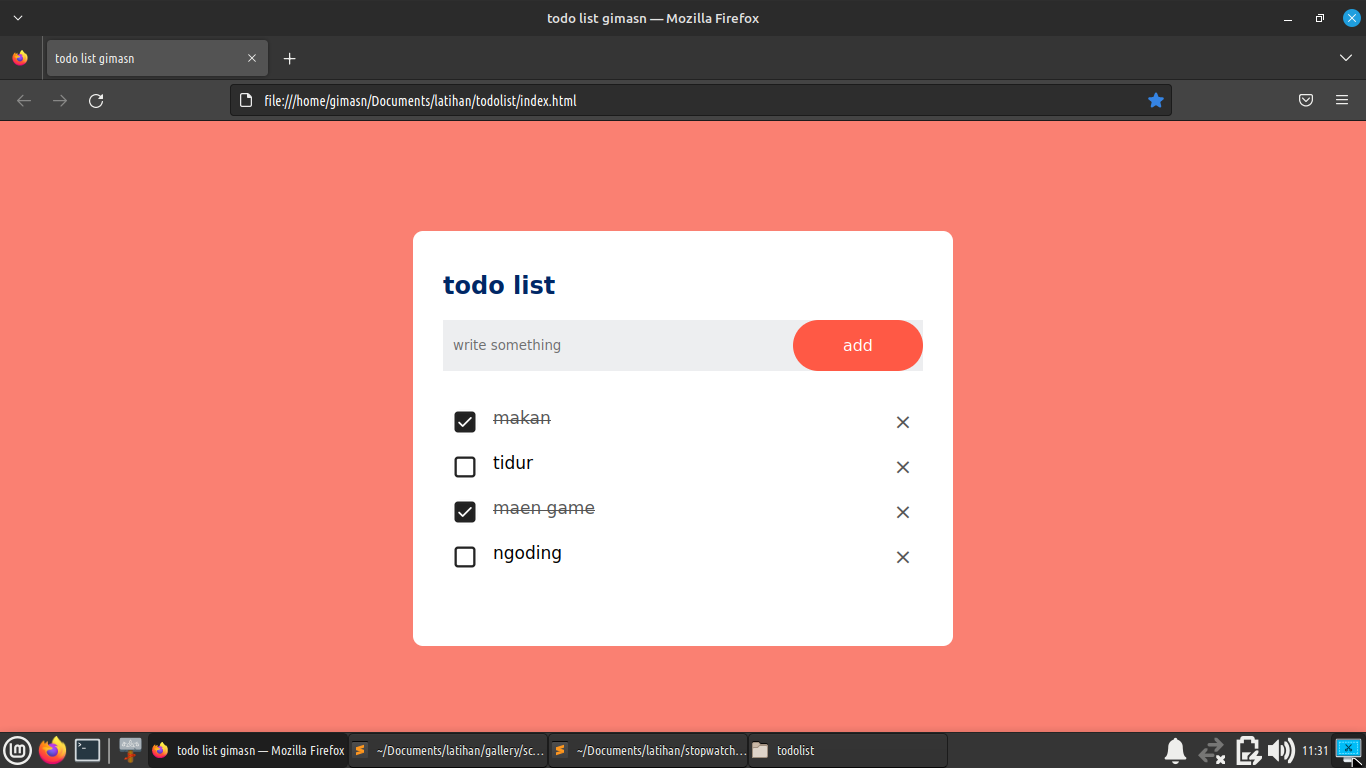 todo list gimasn — Mozilla Firefox
todo list gimasn
file:///home/gimasn/Documents/latihan/todolist/index.html
todo list
write something
add
makan
tidur
maen game
ngoding
todo list gimasn — Mozilla Firefox
~/Documents/latihan/gallery/sc...
~/Documents/latihan/stopwatch...
todolist
11:31